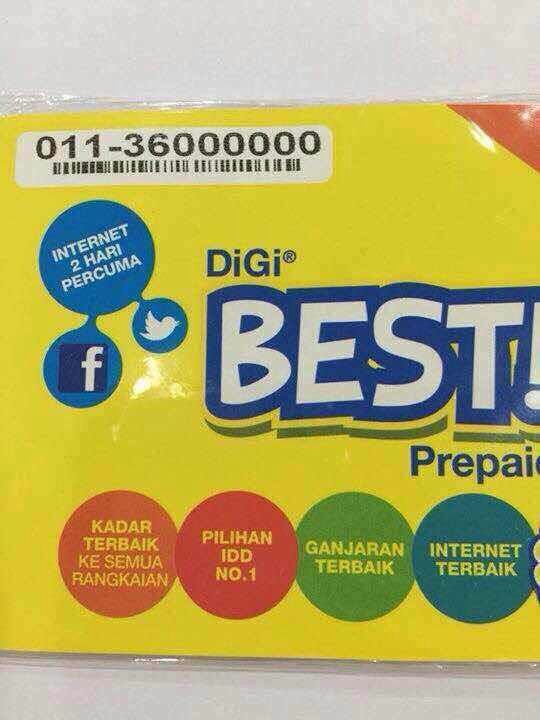 011-36000000
INTERNET
2 HARI
PERCUMA
f
DiGi®
BEST!
Prepai
KADAR
TERBAIK
KE SEMUA
RANGKAIAN
PILIHAN
IDD
NO.1
GANJARAN
TERBAIK
INTERNET
TERBAIK